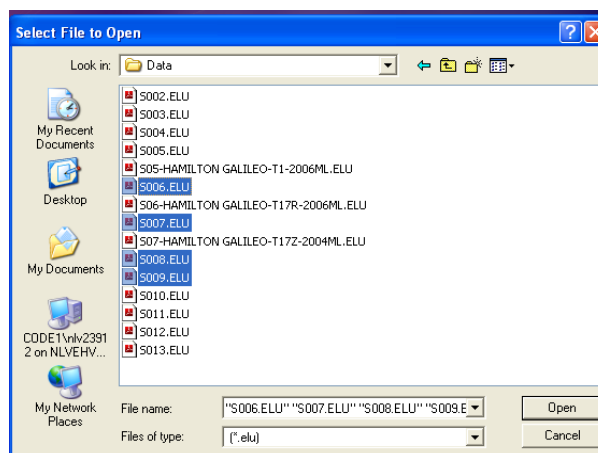 Select File to Open
Look in: Data
My Recent
Documents
Desktop
My Documents
CODE1\nlv2391
2 on NLVEHV...
My Network
Places
S002.ELU
S003.ELU
S004.ELU
S005.ELU
S05-HAMILTON GALILEO-T1-2006ML.ELU
S006.ELU
S06-HAMILTON GALILEO-T17R-2006ML.ELU
S007.ELU
S07-HAMILTON GALILEO-T17Z-2004ML.ELU
S008.ELU
S009.ELU
S010.ELU
S011.ELU
S012.ELU
S013.ELU
File name: "S006.ELU" "S007.ELU" "S008.ELU" "S009.E Open
Files of type: (*.elu) Cancel